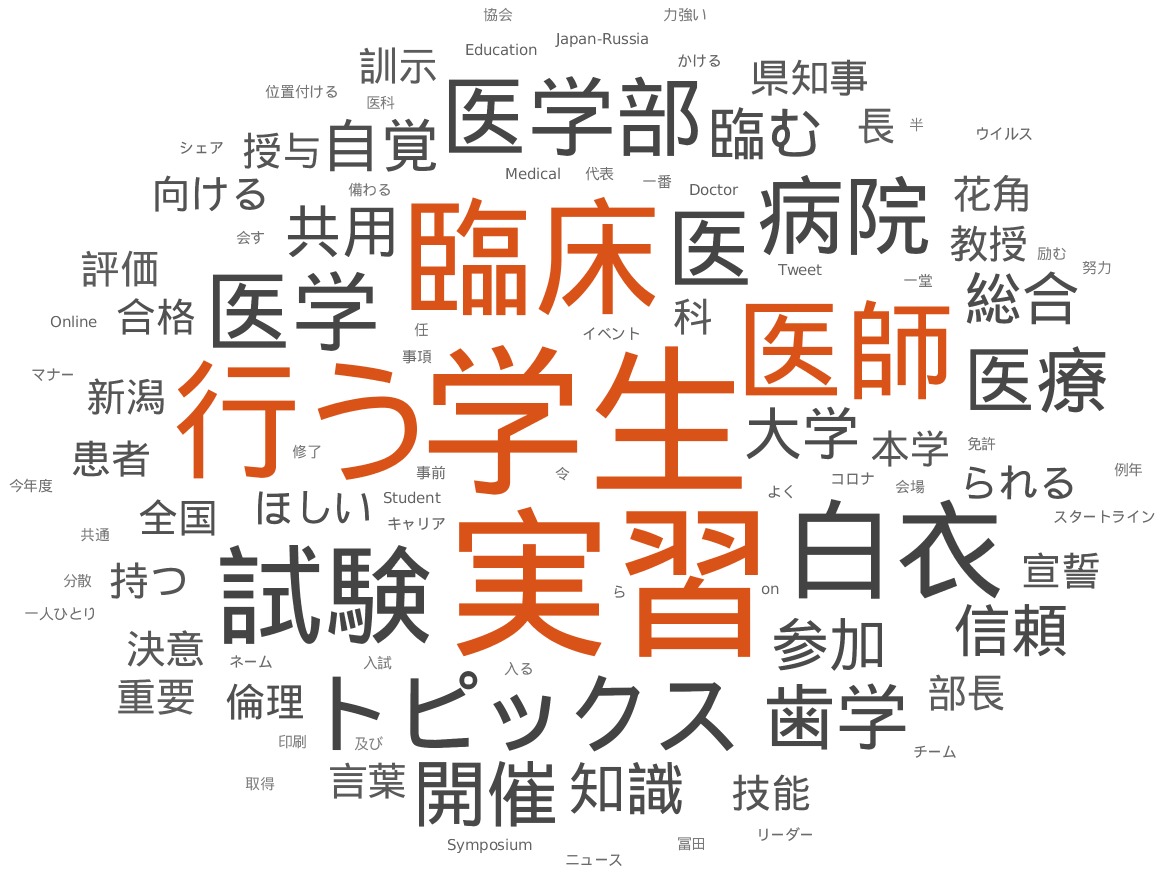 協会
力強い
Education
Japan-Russia
訓示
かける
県知事
位置付ける
医科
医学部
臨む
長
半
ウイルス
シェア
授与
自覚
向ける
備わる
Medical
代表
一番
Doctor
病院
花角
共用
臨床
医
教授
励む
会す
評価
医学
Tweet
一堂
努力
総合
Online
合格
任
イベント
科
医師
事項
マナー
新潟
行う
学生
医療
患者
修了
事前
令
大学
本学
免許
今年度
ほしい
Student
よく
コロナ
会場
られる
例年
全国
キャリア
白衣
スタートライン
共通
試験
実習
分散
持つ
ら
on
宣誓
一人ひとり
決意
ネーム
入試
入る
参加
信頼
重要
倫理
トピックス
歯学
部長
印刷
及び
チーム
取得
言葉
開催
知識
技能
Symposium
冨田
リーダー
ニュース